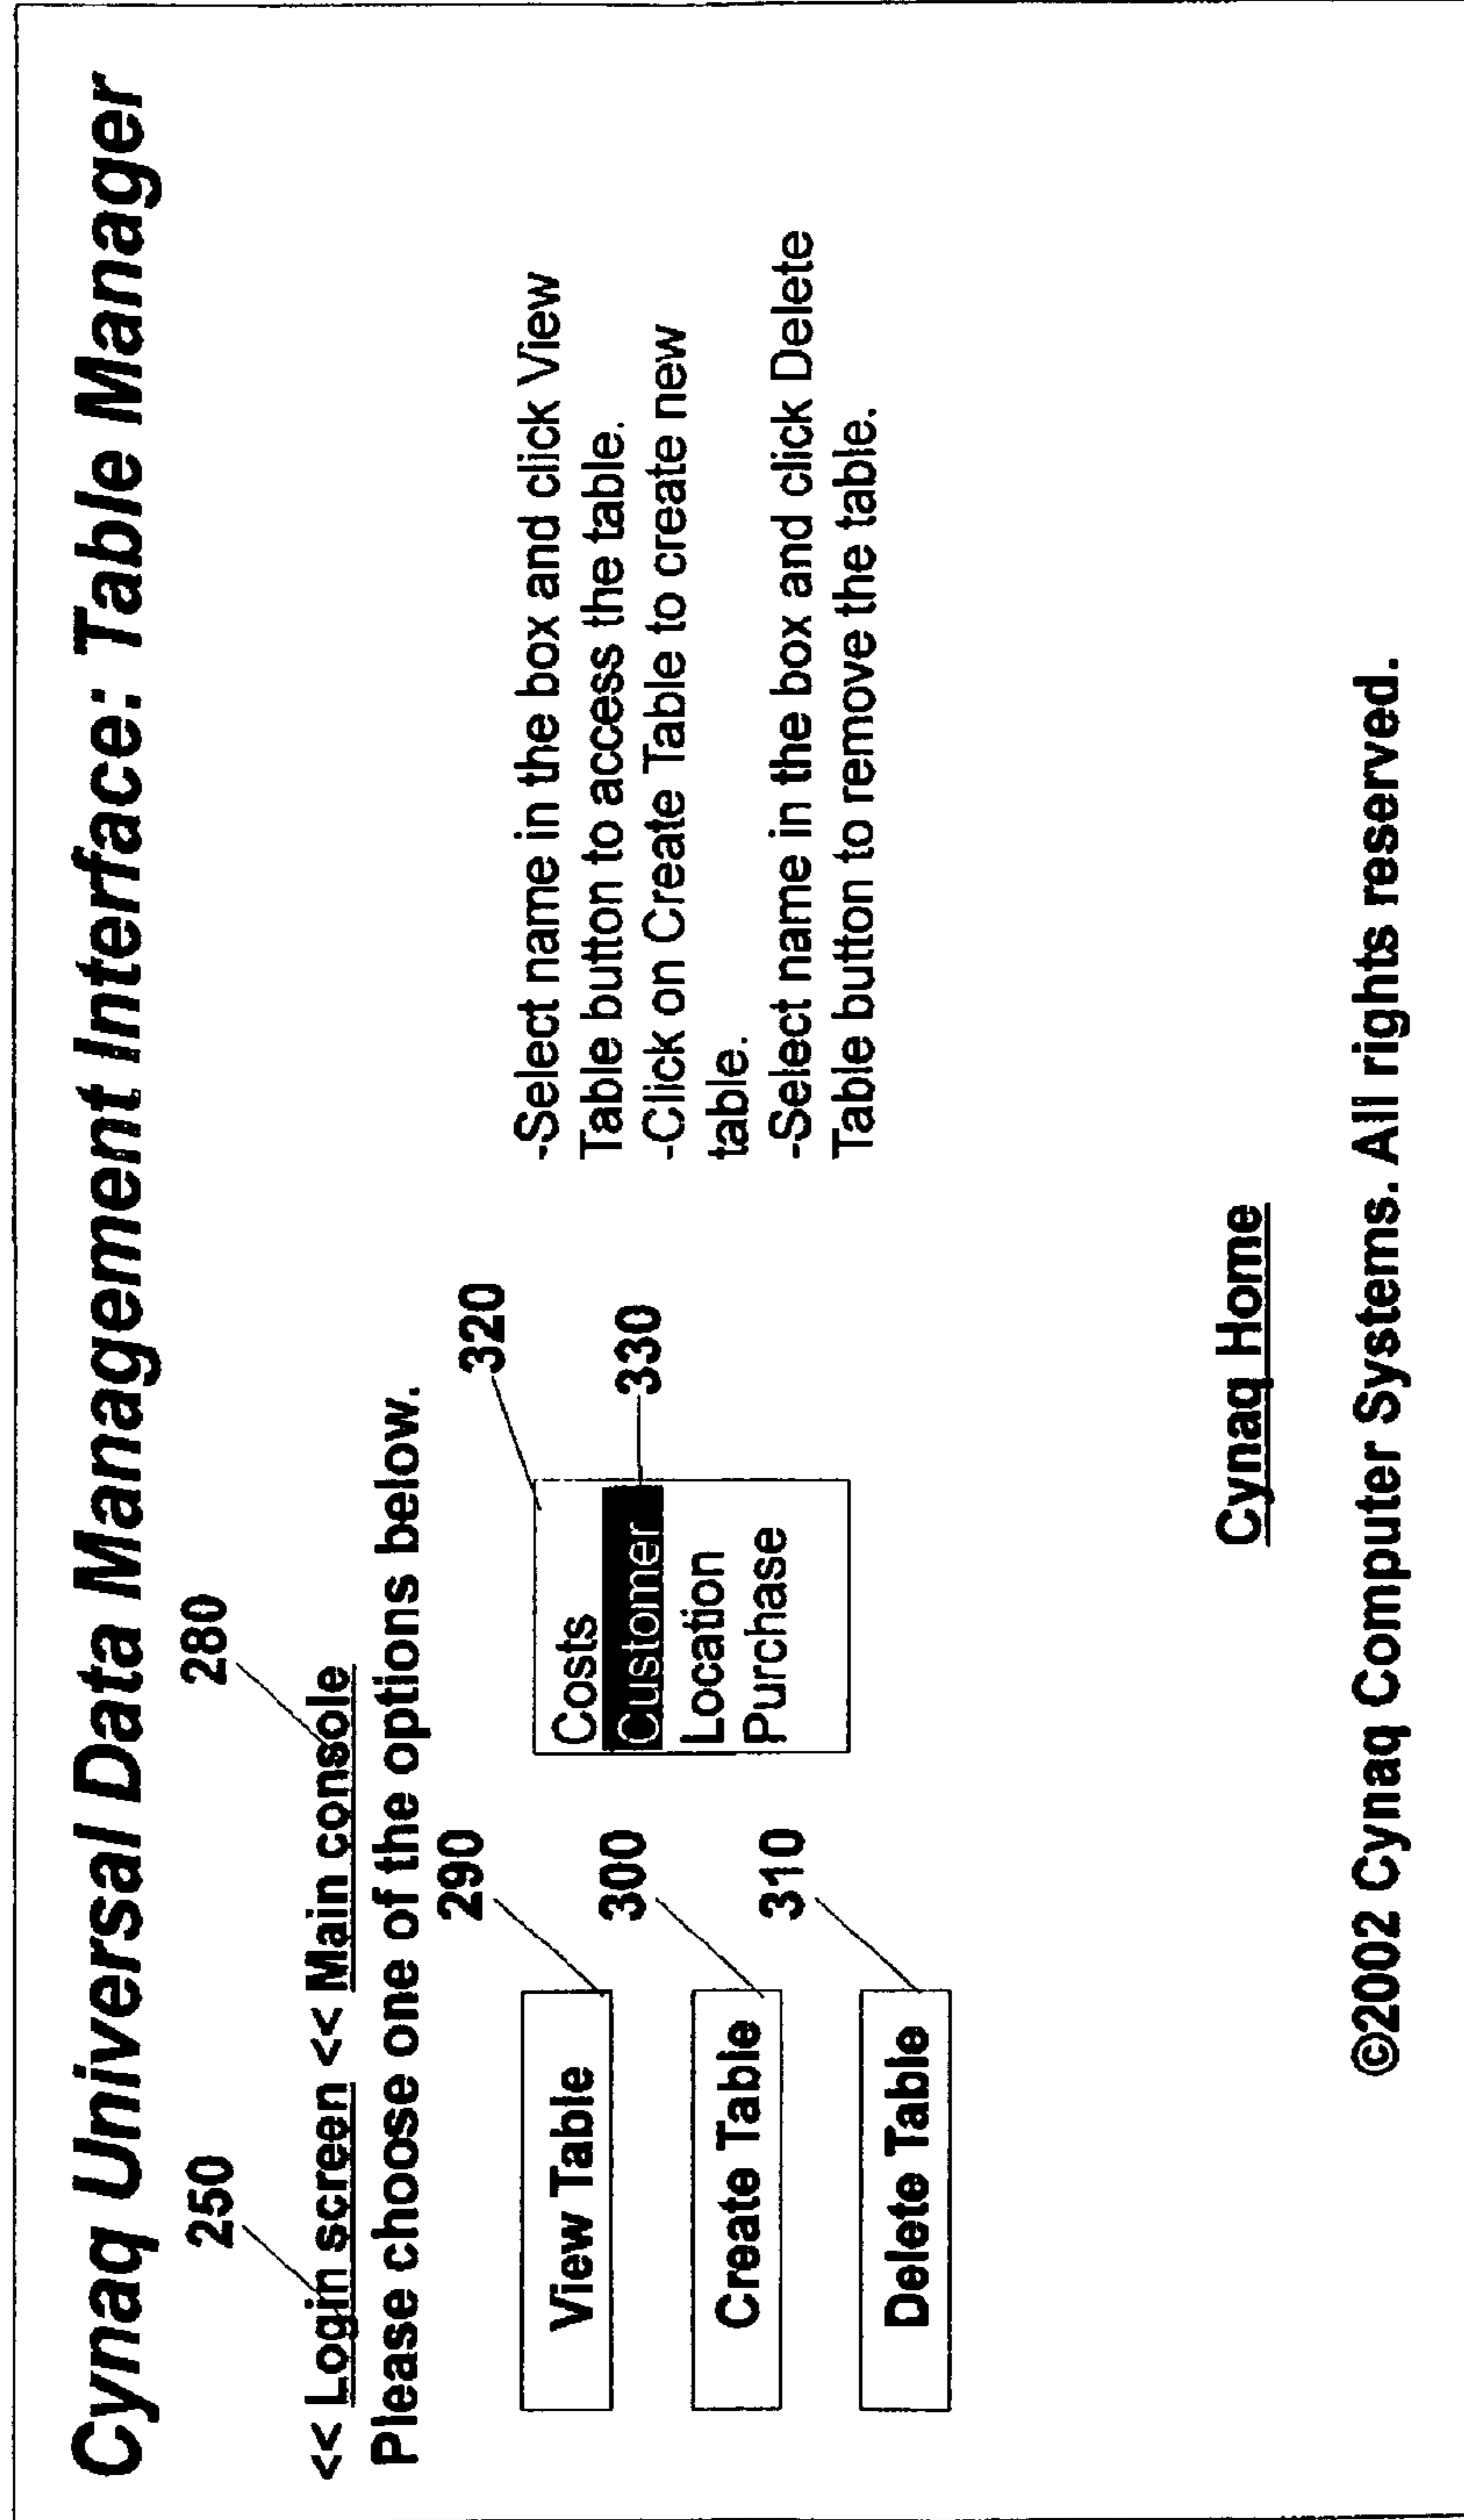 Cynaq Universal Data Management Interface: Table Manager
250
280
<< Login screen << Main console
Please choose one of the options below.
290
320
View Table
300
330
Create Table
310
Delete Table
Costs
Customer
Location
Purchase
-Select name in the box and click View
Table button to access the table.
-Click on Create Table to create new
table.
-Select name in the box and click Delete
Table button to remove the table.
Cynaq Home
©2002 Cynaq Computer Systems. All rights reserved.